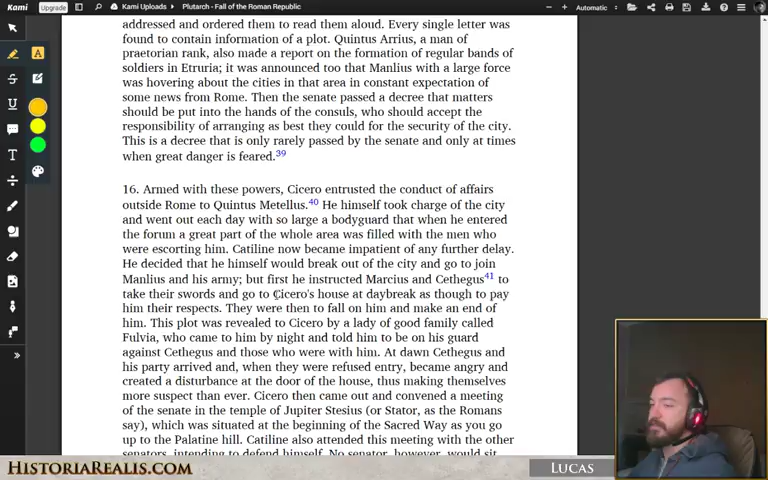 Kami
Upgrade
Kami Uploads
Plutarch - Fall of the Roman Republic
Automatic
addressed and ordered them to read them aloud. Every single letter was
found to contain information of a plot. Quintus Arrius, a man of
praetorian rank, also made a report on the formation of regular bands of
soldiers in Etruria; it was announced too that Manlius with a large force
was hovering about the cities in that area in constant expectation of
some news from Rome. Then the senate passed a decree that matters
should be put into the hands of the consuls, who should accept the
responsibility of arranging as best they could for the security of the city.
This is a decree that is only rarely passed by the senate and only at times
when great danger is feared.39
16. Armed with these powers, Cicero entrusted the conduct of affairs
outside Rome to Quintus Metellus.40 He himself took charge of the city
and went out each day with so large a bodyguard that when he entered
the forum a great part of the whole area was filled with the men who
were escorting him. Catiline now became impatient of any further delay.
He decided that he himself would break out of the city and go to join
Manlius and his army; but first he instructed Marcius and Cethegus41 to
take their swords and go to Cicero's house at daybreak as though to pay
him their respects. They were then to fall on him and make an end of
him. This plot was revealed to Cicero by a lady of good family called
Fulvia, who came to him by night and told him to be on his guard
against Cethegus and those who were with him. At dawn Cethegus and
his party arrived and, when they were refused entry, became angry and
created a disturbance at the door of the house, thus making themselves
more suspect than ever. Cicero then came out and convened a meeting
of the senate in the temple of Jupiter Stesius (or Stator, as the Romans
say), which was situated at the beginning of the Sacred Way as you go
up to the Palatine hill. Catiline also attended this meeting with the other
senators, intending to defend himself. No senator, however, would sit
HISTORIAREALIS.COM
LUCAS